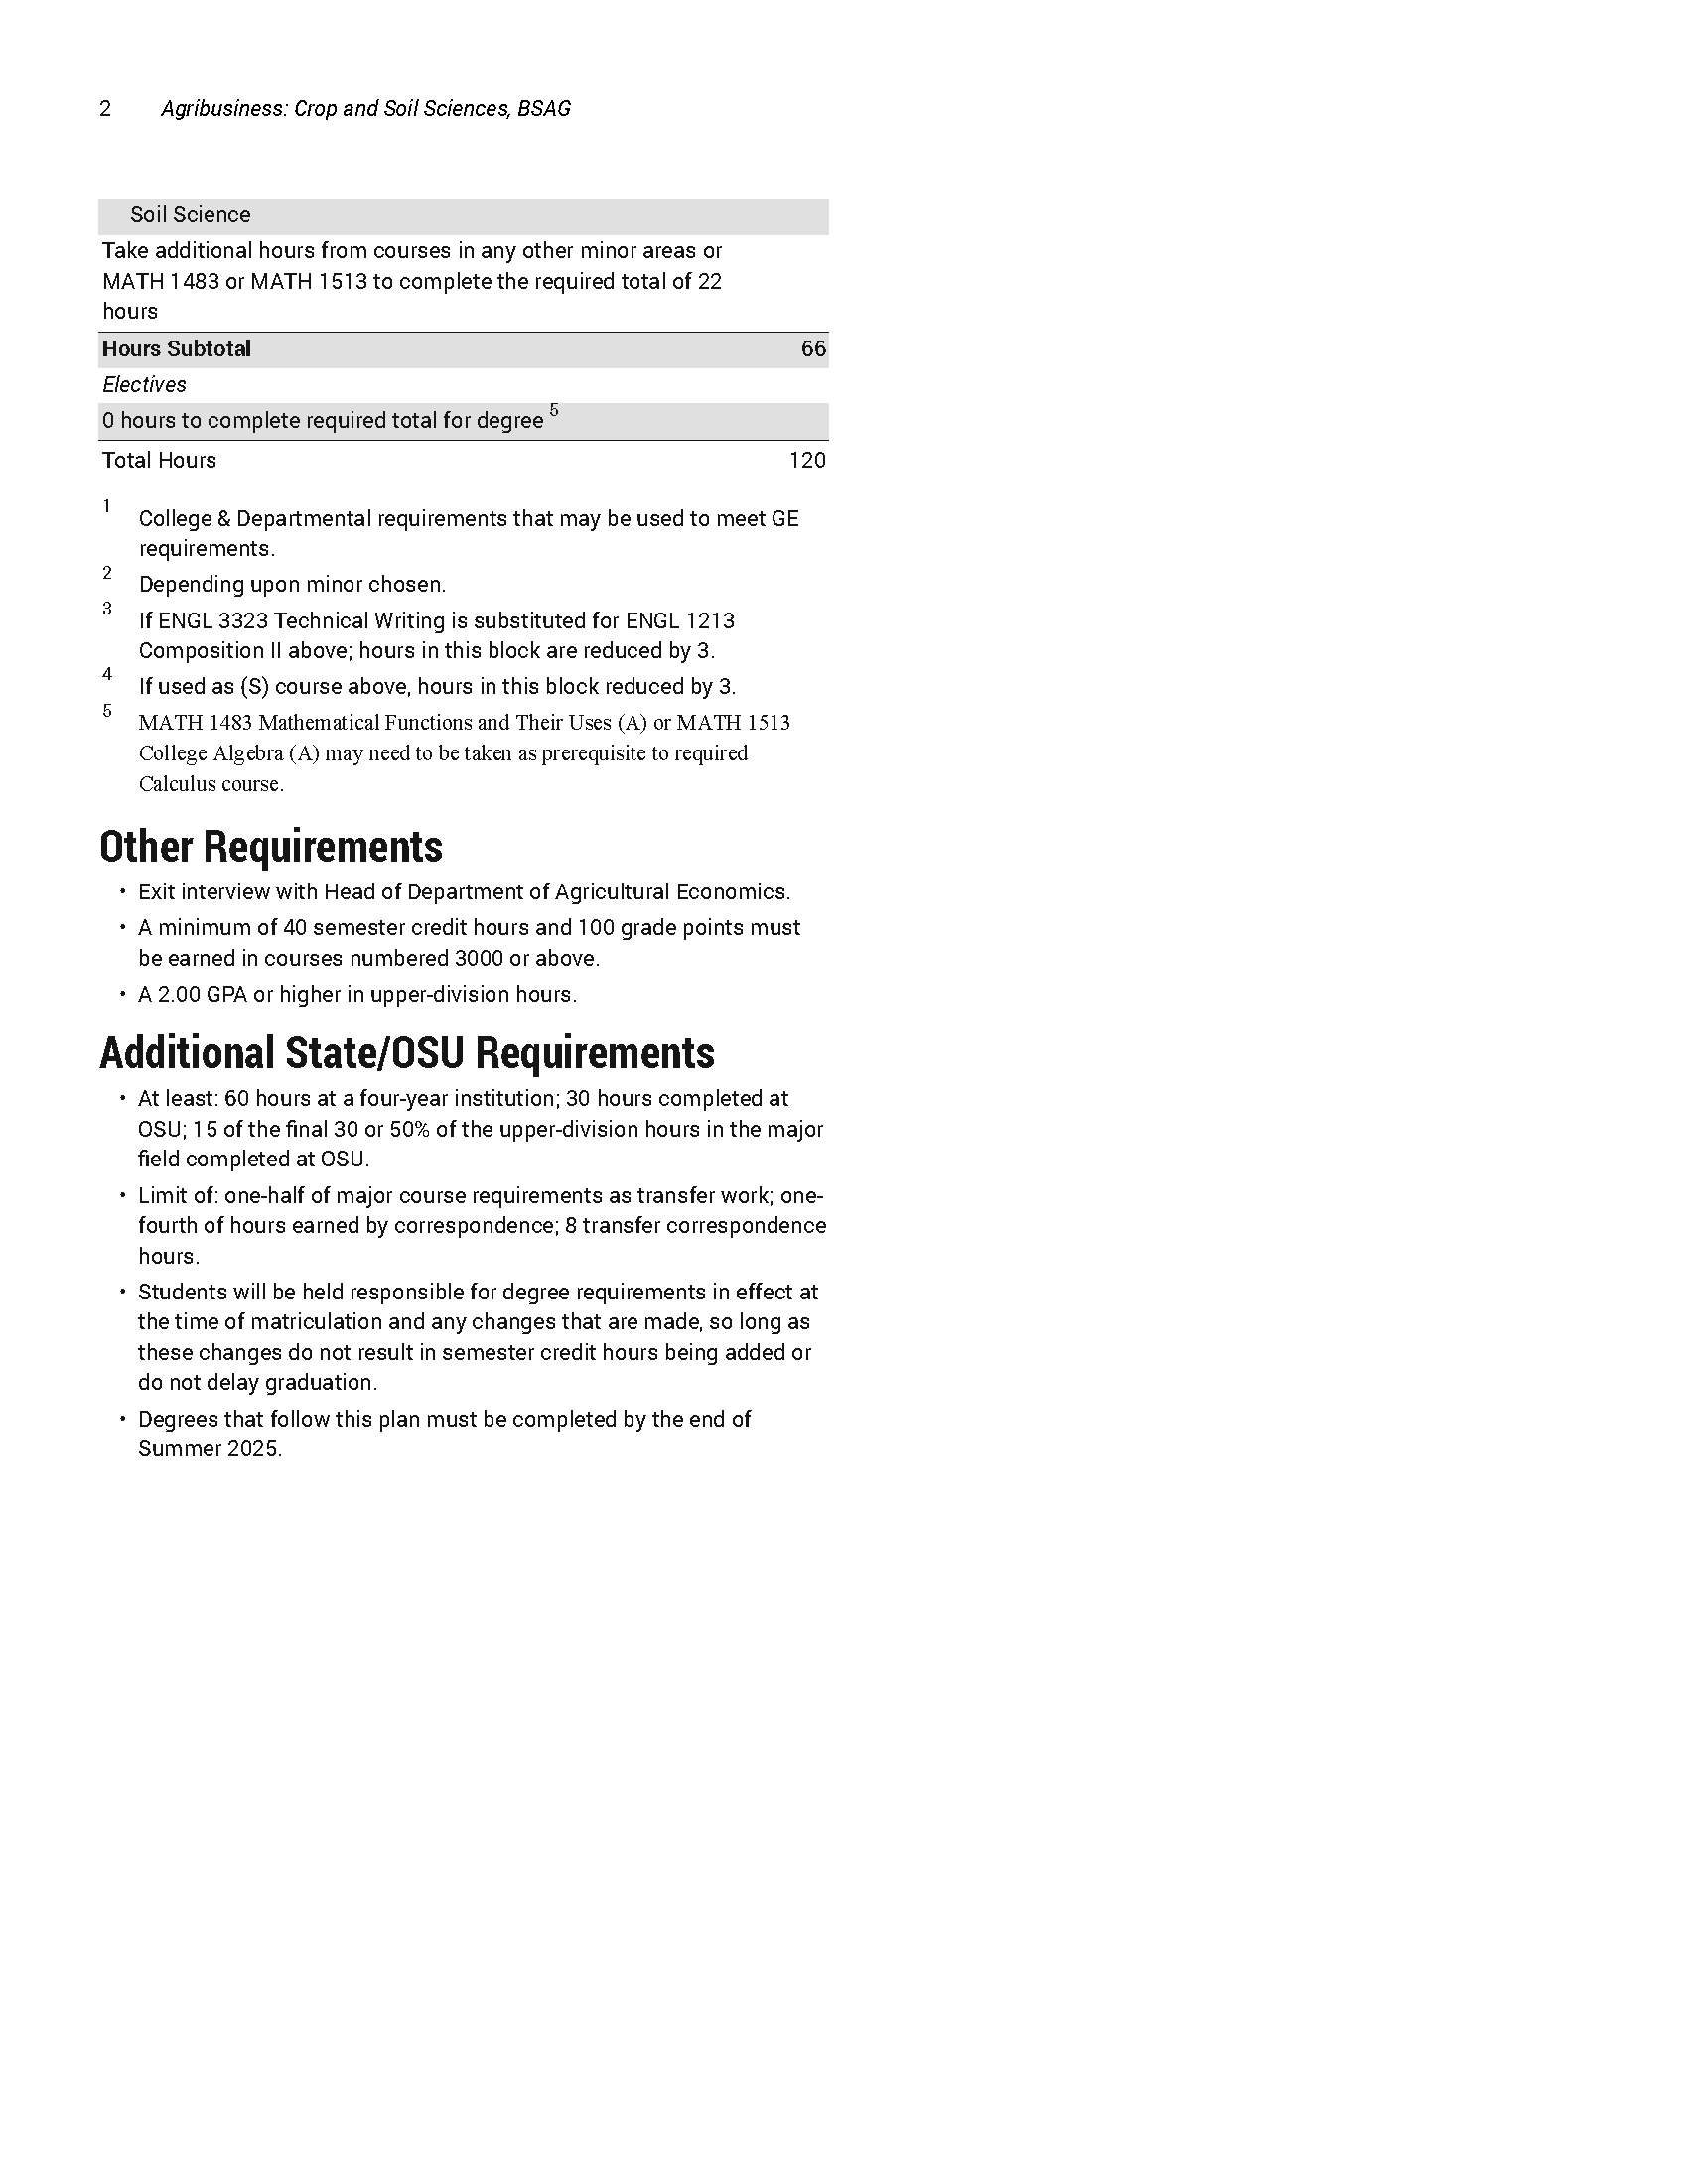 2 Agribusiness: Crop and Soil Sciences, BSAG
Soil Science
Take additional hours from courses in any other minor areas or
MATH 1483 or MATH 1513 to complete the required total of 22
hours
Hours Subtotal 66
Electives
0 hours to complete required total for degree 5
Total Hours 120
1 College & Departmental requirements that may be used to meet GE
requirements.
2 Depending upon minor chosen.
3 If ENGL 3323 Technical Writing is substituted for ENGL 1213
Composition II above; hours in this block are reduced by 3.
4 If used as (S) course above, hours in this block reduced by 3.
5 MATH 1483 Mathematical Functions and Their Uses (A) or MATH 1513
College Algebra (A) may need to be taken as prerequisite to required
Calculus course.
Other Requirements
• Exit interview with Head of Department of Agricultural Economics.
• A minimum of 40 semester credit hours and 100 grade points must
be earned in courses numbered 3000 or above.
• A 2.00 GPA or higher in upper-division hours.
Additional State/OSU Requirements
• At least: 60 hours at a four-year institution; 30 hours completed at
OSU; 15 of the final 30 or 50% of the upper-division hours in the major
field completed at OSU.
• Limit of: one-half of major course requirements as transfer work; one-
fourth of hours earned by correspondence; 8 transfer correspondence
hours.
• Students will be held responsible for degree requirements in effect at
the time of matriculation and any changes that are made, so long as
these changes do not result in semester credit hours being added or
do not delay graduation.
• Degrees that follow this plan must be completed by the end of
Summer 2025.